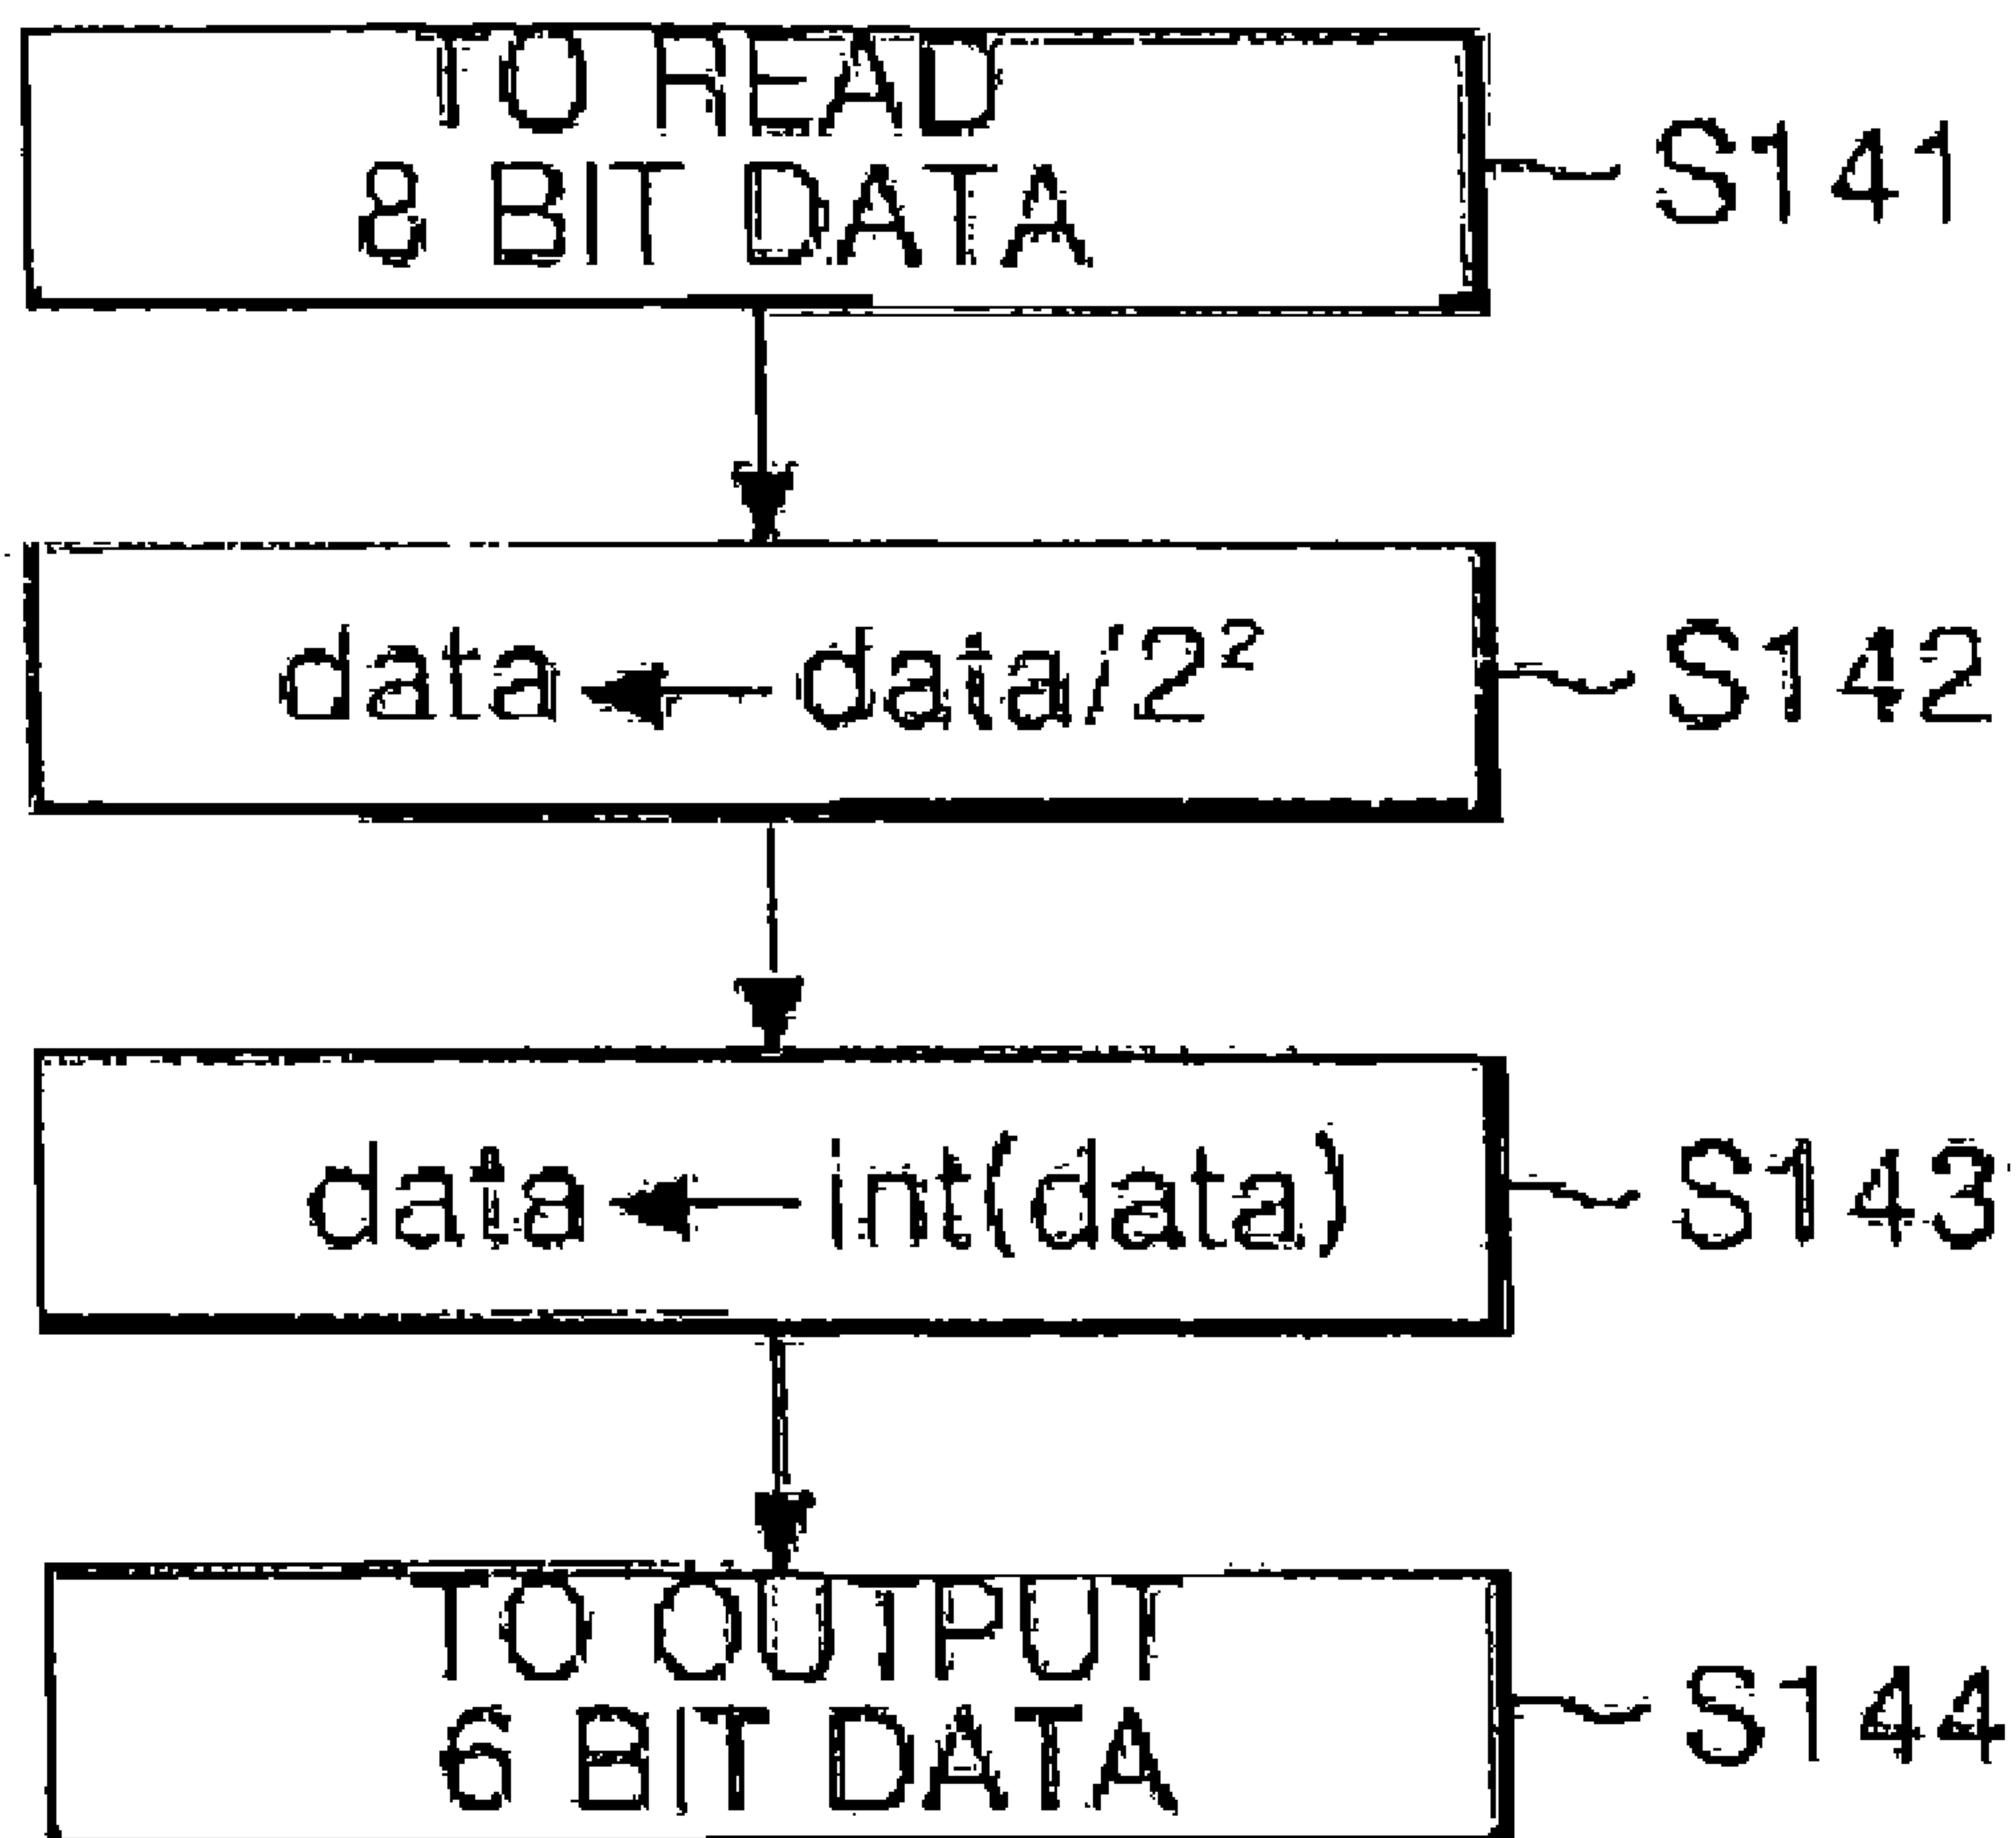 TO READ
8 BIT DATA
S141
data ← data/2²
S142
data ← int(data)
S143
TO OUTPUT
6 BIT DATA
S144